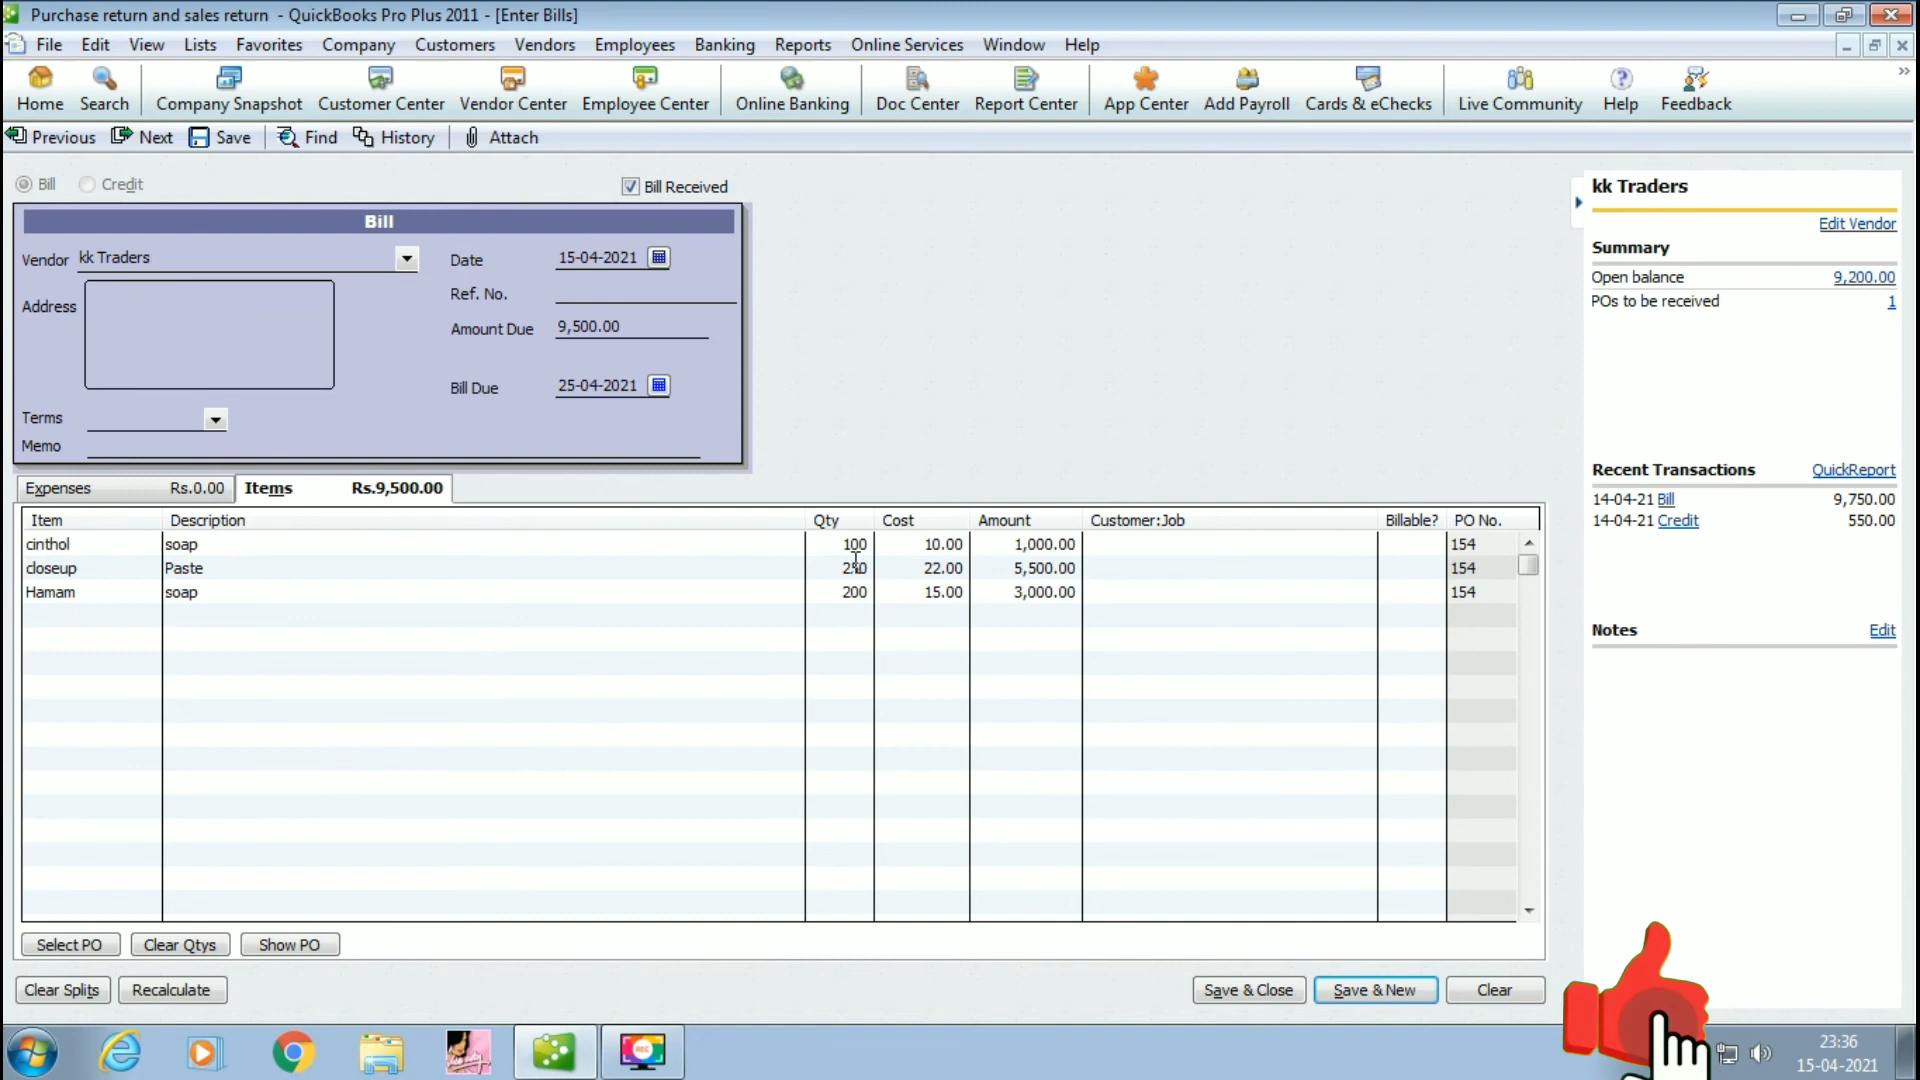 Purchase return and sales return - QuickBooks Pro Plus 2011 - [Enter Bills]
File Edit View Lists Favorites Company Customers Vendors Employees Banking Reports Online Services Window Help
Home Search Company Snapshot Customer Center Vendor Center Employee Center Online Banking Doc Center Report Center App Center Add Payroll Cards & eChecks Live Community Help Feedback
Previous Next Save Find History Attach
Bill Credit Bill Received
Bill
Vendor kk Traders Date 15-04-2021
Address Ref. No.
Amount Due 9,500.00
Bill Due 25-04-2021
Terms
Memo
Expenses Rs.0.00 Items Rs.9,500.00
Item Description Qty Cost Amount Customer:Job Billable? PO No.
cinthol soap 100 10.00 1,000.00 154
closeup Paste 250 22.00 5,500.00 154
Hamam soap 200 15.00 3,000.00 154
Select PO Clear Qtys Show PO
Clear Splits Recalculate Save & Close Save & New Clear
kk Traders
Edit Vendor
Summary
Open balance 9,200.00
POs to be received 1
Recent Transactions QuickReport
14-04-21 Bill 9,750.00
14-04-21 Credit 550.00
Notes Edit
REC
23:36
15-04-2021